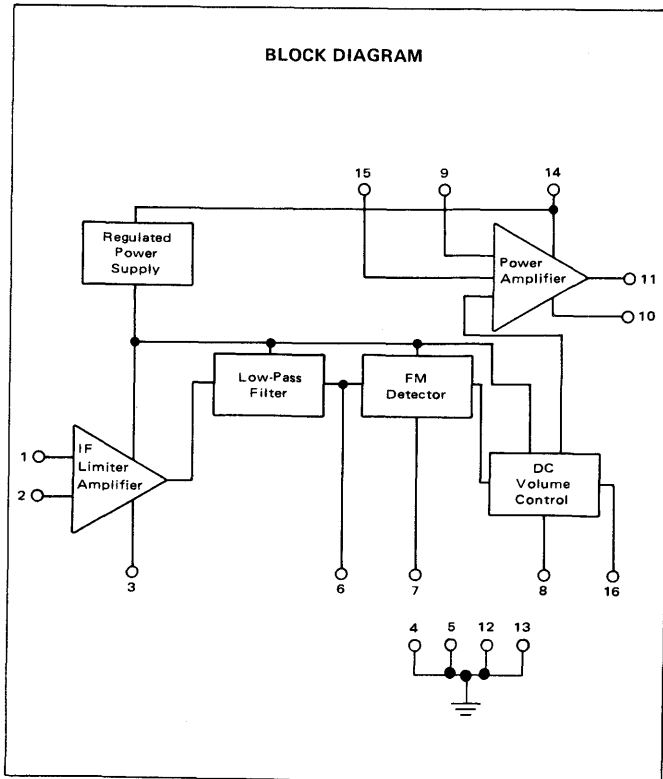 BLOCK DIAGRAM
15 9 14
Regulated
Power
Supply
Power
Amplifier
11
10
Low-Pass
Filter
FM
Detector
1
2
IF
Limiter
Amplifier
DC
Volume
Control
3 6 7 8 16
4 5 12 13